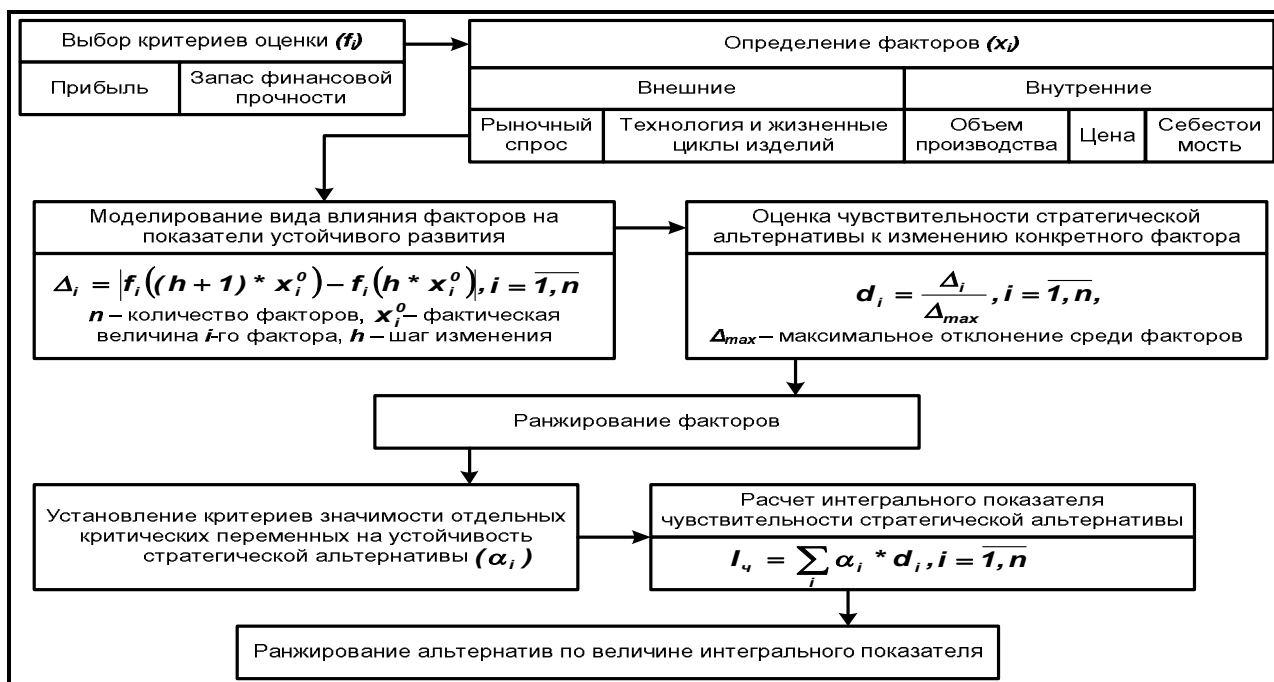 Выбор критериев оценки (fᵢ)
Прибыль
Запас финансовой
прочности
Определение факторов (xᵢ)
Внешние
Внутренние
Рыночный
спрос
Технология и жизненные
циклы изделий
Объем
производства
Цена
Себестои
мость
Моделирование вида влияния факторов на
показатели устойчивого развития
Δᵢ = |fᵢ((h + 1) * xᵢ⁰) – fᵢ(h * xᵢ⁰)|, i = 1,n
n – количество факторов, xᵢ⁰– фактическая
величина i-го фактора, h – шаг изменения
Оценка чувствительности стратегической
альтернативы к изменению конкретного фактора
dᵢ = Δᵢ / Δmax, i = 1,n,
Δmax – максимальное отклонение среди факторов
Ранжирование факторов
Установление критериев значимости отдельных
критических переменных на устойчивость
стратегической альтернативы (αᵢ)
Расчет интегрального показателя
чувствительности стратегической альтернативы
Iч = ∑ᵢ αᵢ * dᵢ, i = 1,n
Ранжирование альтернатив по величине интегрального показателя